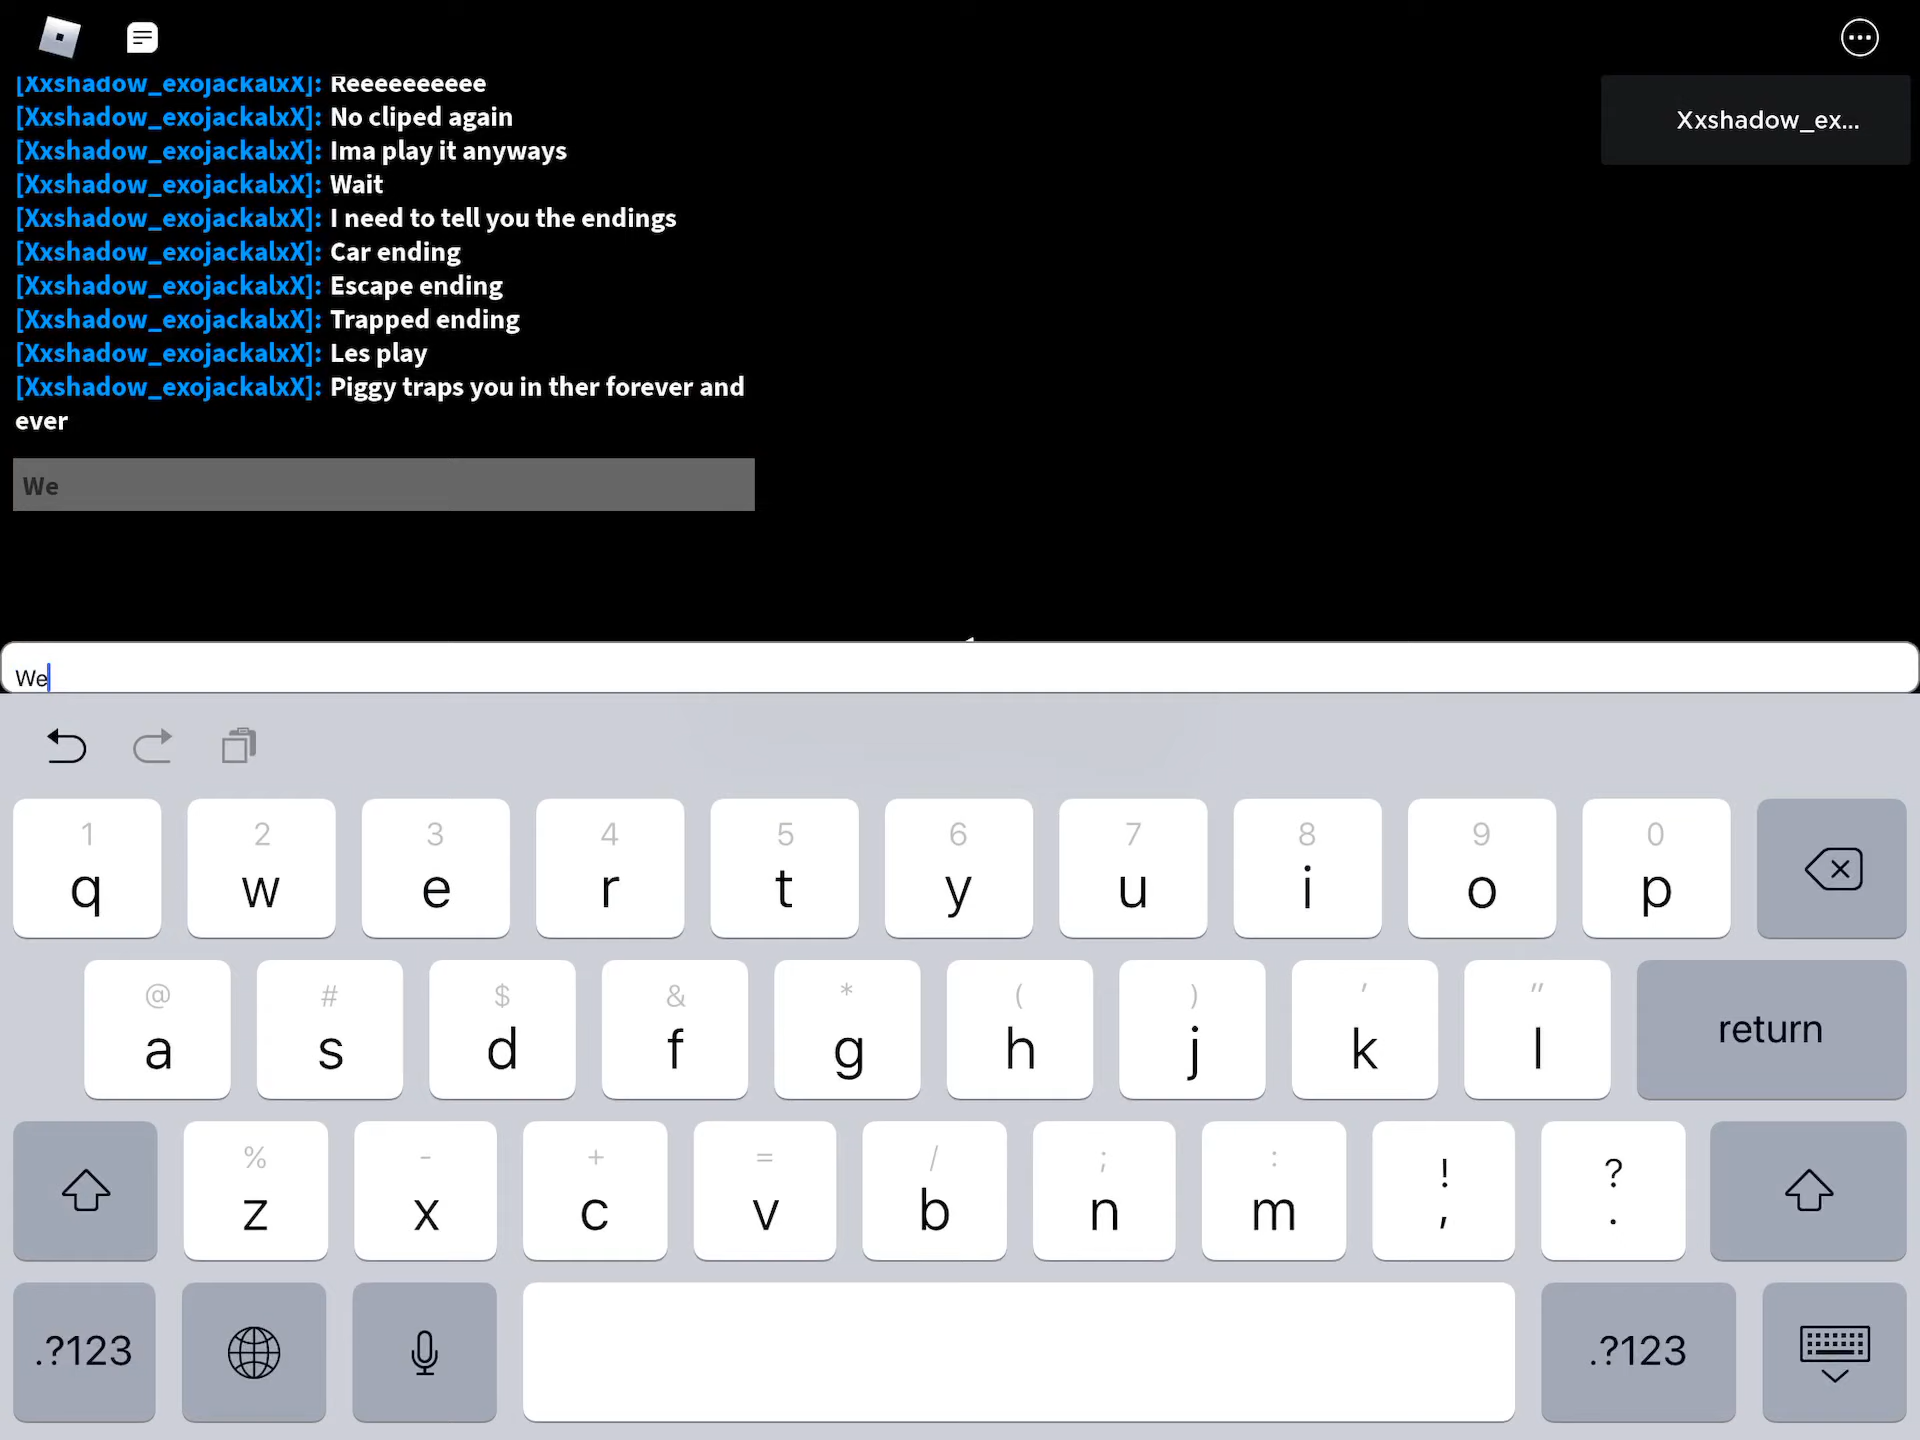 [Xxshadow_exojackalxX]: Reeeeeeeeee
[Xxshadow_exojackalxX]: No cliped again
[Xxshadow_exojackalxX]: Ima play it anyways
[Xxshadow_exojackalxX]: Wait
[Xxshadow_exojackalxX]: I need to tell you the endings
[Xxshadow_exojackalxX]: Car ending
[Xxshadow_exojackalxX]: Escape ending
[Xxshadow_exojackalxX]: Trapped ending
[Xxshadow_exojackalxX]: Les play
[Xxshadow_exojackalxX]: Piggy traps you in ther forever and
ever
Xxshadow_ex...
We
We
1 2 3 4 5 6 7 8 9 0
q w e r t y u i o p
@ # $ & * ( ) ' "
a s d f g h j k l return
% - + = / ; : ! ?
z x c v b n m , .
.?123 .?123